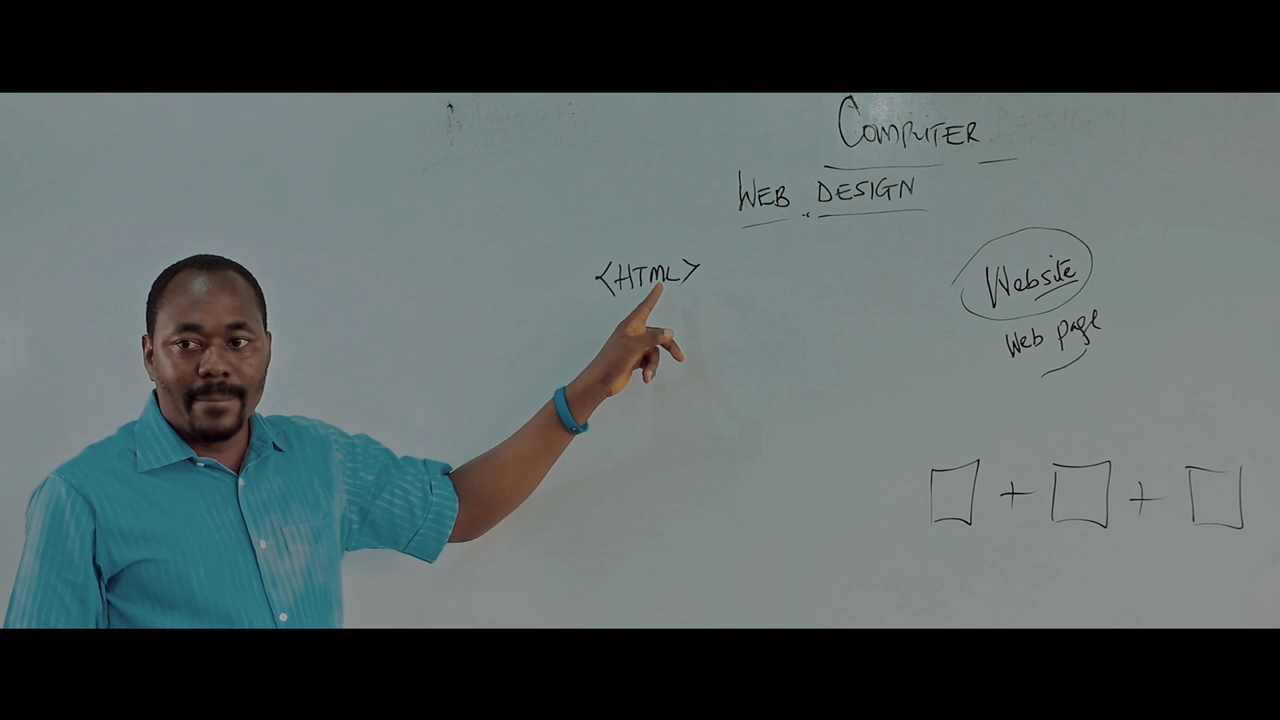 COMPUTER
WEB DESIGN
<HTML>
Website
Web page
+ +